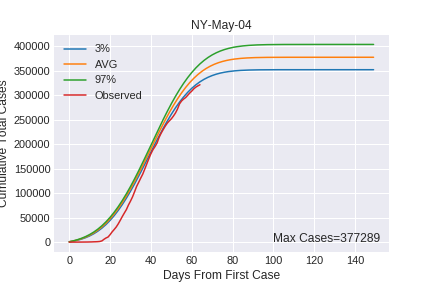 NY-May-04
Cumulative Total Cases
400000
350000
300000
250000
200000
150000
100000
50000
0
3%
AVG
97%
Observed
Max Cases=377289
0 20 40 60 80 100 120 140
Days From First Case